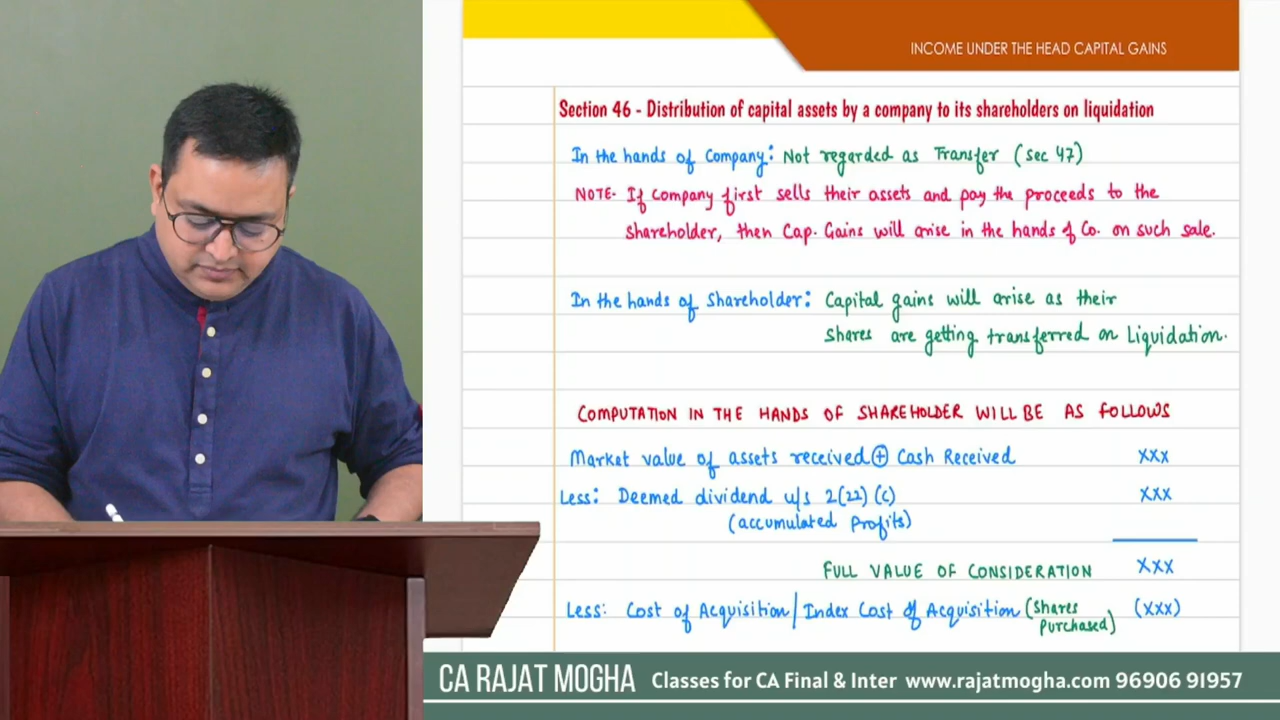 INCOME UNDER THE HEAD CAPITAL GAINS
Section 46 - Distribution of capital assets by a company to its shareholders on liquidation
In the hands of Company: Not regarded as Transfer (sec 47)
NOTE- If Company first sells their assets and pay the proceeds to the
shareholder, then Cap. Gains will arise in the hands of Co. on such sale.
In the hands of Shareholder: Capital gains will arise as their
shares are getting transferred on Liquidation.
COMPUTATION IN THE HANDS OF SHAREHOLDER WILL BE AS FOLLOWS
Market value of assets received ⊕ Cash Received XXX
Less: Deemed dividend u/s 2(22)(c) XXX
(accumulated Profits)
FULL VALUE OF CONSIDERATION XXX
Less: Cost of Acquisition/Index Cost of Acquisition (Shares Purchased) (XXX)
CA RAJAT MOGHA Classes for CA Final & Inter www.rajatmogha.com 96906 91957